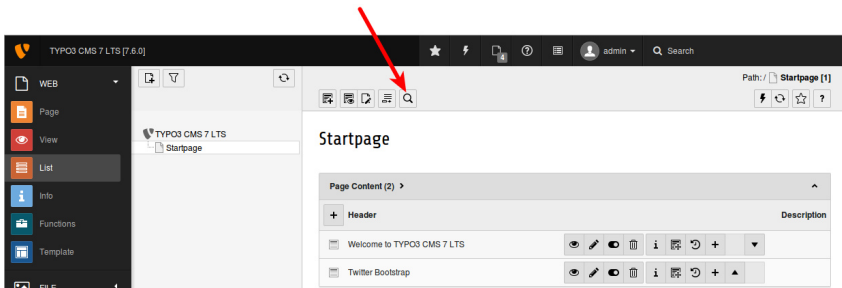 TYPO3 CMS 7 LTS [7.6.0]
4
admin
Search
WEB
Page
View
List
Info
Functions
Template
FILE
TYPO3 CMS 7 LTS
Startpage
Path: / Startpage [1]
Startpage
Page Content (2)
Header Description
Welcome to TYPO3 CMS 7 LTS
Twitter Bootstrap